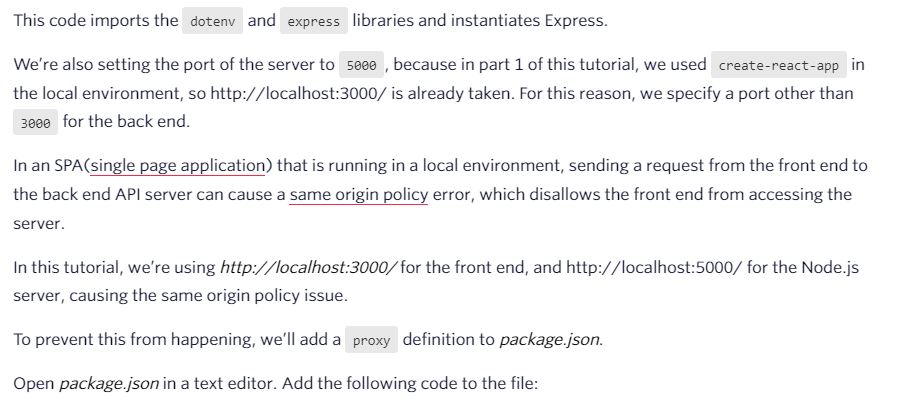 This code imports the dotenv and express libraries and instantiates Express.
We're also setting the port of the server to 5000 , because in part 1 of this tutorial, we used create-react-app in
the local environment, so http://localhost:3000/ is already taken. For this reason, we specify a port other than
3000 for the back end.
In an SPA(single page application) that is running in a local environment, sending a request from the front end to
the back end API server can cause a same origin policy error, which disallows the front end from accessing the
server.
In this tutorial, we're using http://localhost:3000/ for the front end, and http://localhost:5000/ for the Node.js
server, causing the same origin policy issue.
To prevent this from happening, we'll add a proxy definition to package.json.
Open package.json in a text editor. Add the following code to the file: